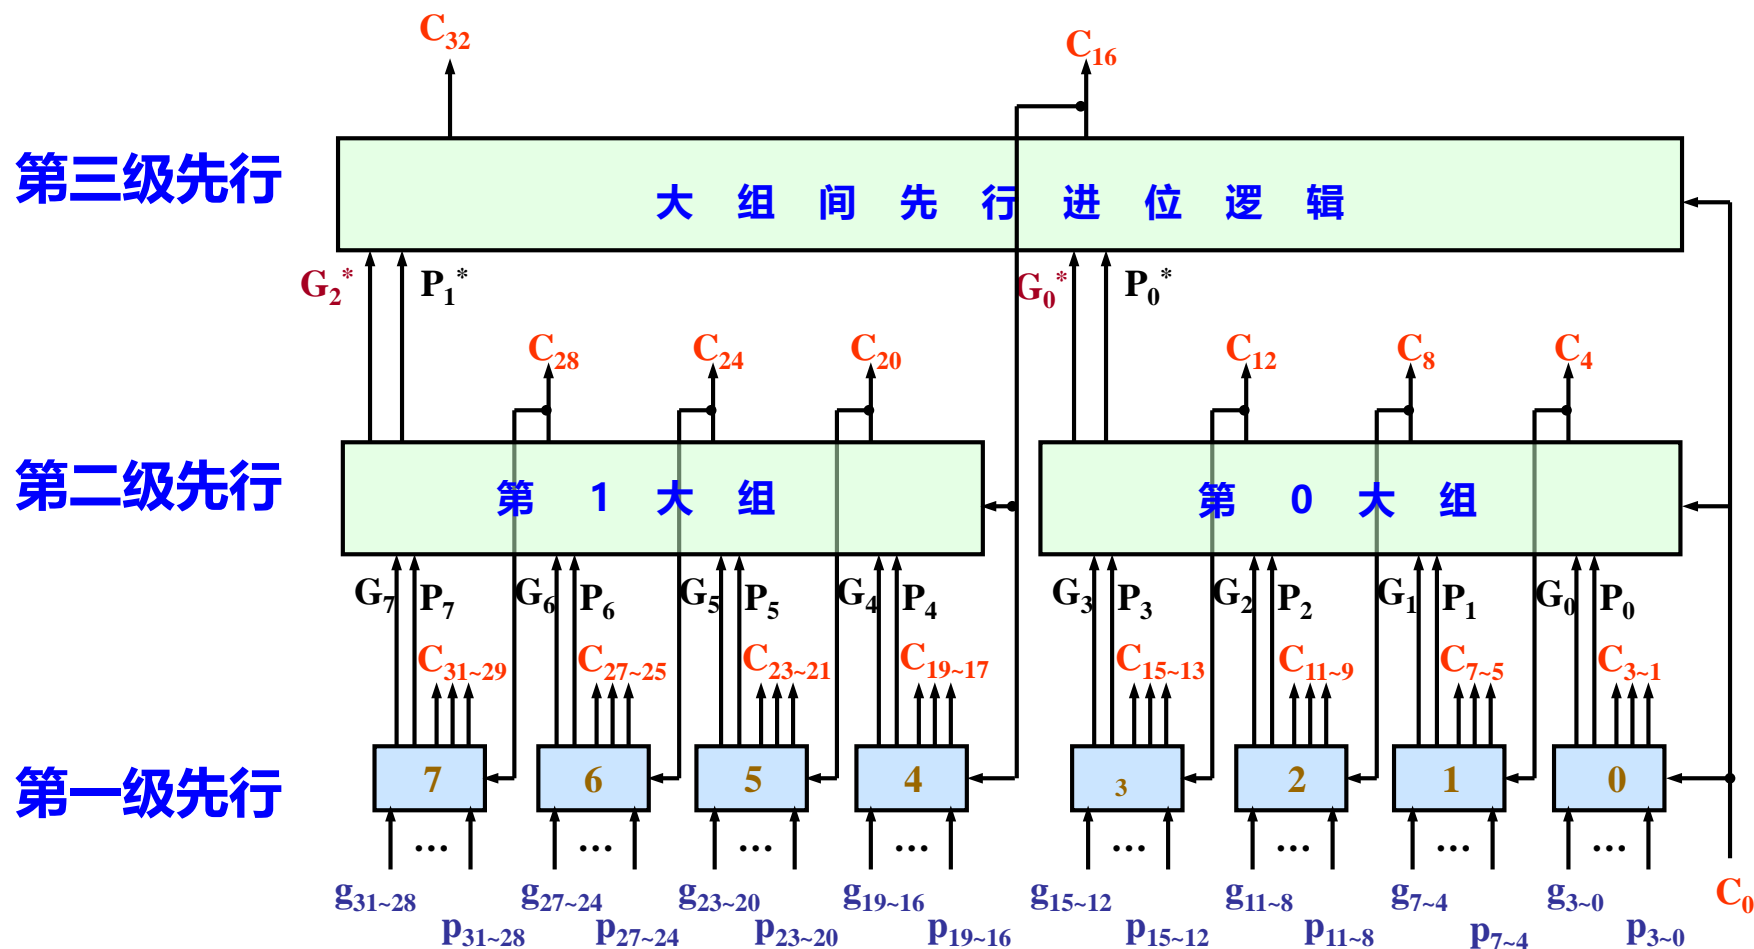 C32 C16
第三级先行
大组间先行进位逻辑
G2* P1* G0* P0*
C28 C24 C20 C12 C8 C4
第二级先行
第1大组 第0大组
G7 P7 G6 P6 G5 P5 G4 P4 G3 P3 G2 P2 G1 P1 G0 P0
C31~29 C27~25 C23~21 C19~17 C15~13 C11~9 C7~5 C3~1
第一级先行
7 6 5 4 3 2 1 0
... ... ... ... ... ... ... ...
g31~28 g27~24 g23~20 g19~16 g15~12 g11~8 g7~4 g3~0 C0
p31~28 p27~24 p23~20 p19~16 p15~12 p11~8 p7~4 p3~0